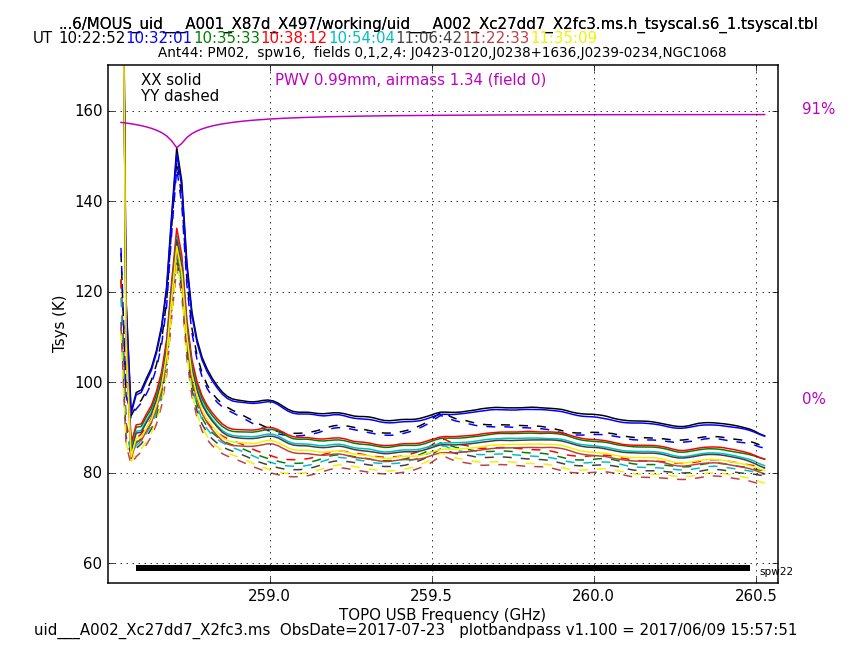 ...6/MOUS_uid___A001_X87d_X497/working/uid___A002_Xc27dd7_X2fc3.ms.h_tsyscal.s6_1.tsyscal.tbl
UT 10:22:52 10:32:01 10:35:33 10:38:12 10:54:04 11:06:42 11:22:33 11:35:09
Ant44: PM02,  spw16,  fields 0,1,2,4: J0423-0120,J0238+1636,J0239-0234,NGC1068
XX solid
PWV 0.99mm, airmass 1.34 (field 0)
YY dashed
91%
0%
160
140
120
100
80
60
Tsys (K)
spw22
259.0
259.5
260.0
260.5
TOPO USB Frequency (GHz)
uid___A002_Xc27dd7_X2fc3.ms  ObsDate=2017-07-23   plotbandpass v1.100 = 2017/06/09 15:57:51